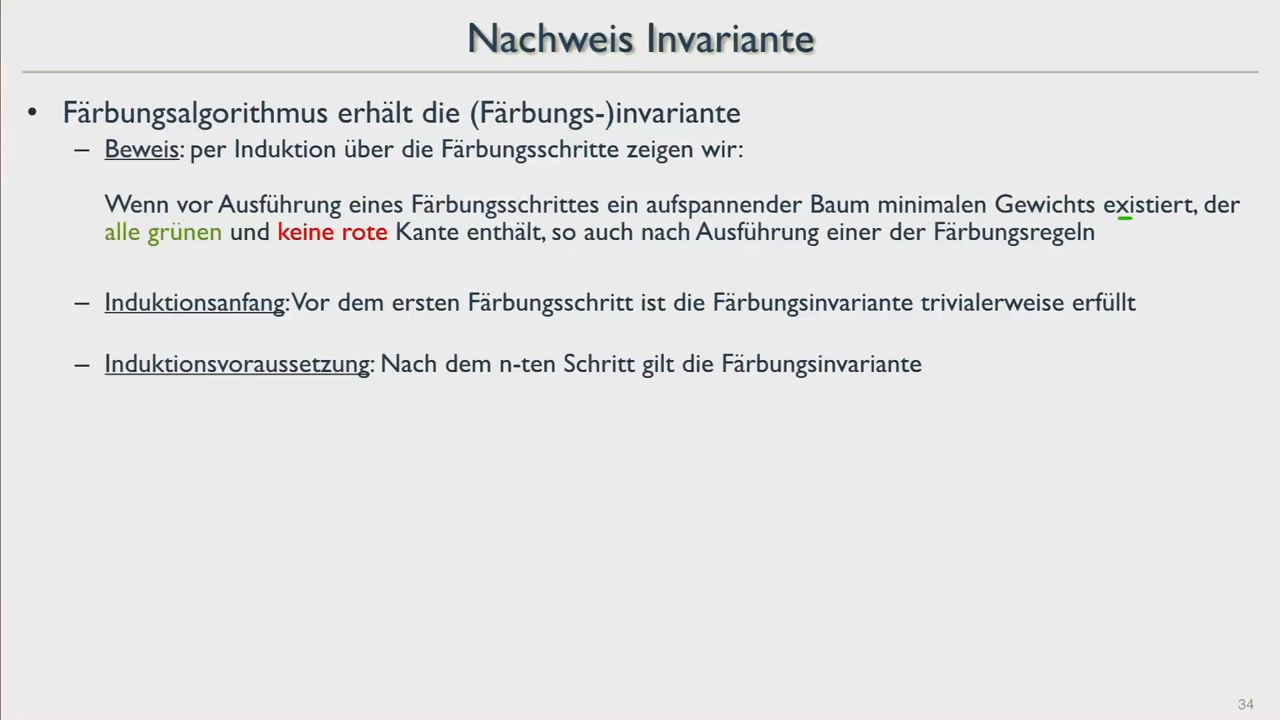 Nachweis Invariante
• Färbungsalgorithmus erhält die (Färbungs-)invariante
– Beweis: per Induktion über die Färbungsschritte zeigen wir:
Wenn vor Ausführung eines Färbungsschrittes ein aufspannender Baum minimalen Gewichts existiert, der
alle grünen und keine rote Kante enthält, so auch nach Ausführung einer der Färbungsregeln
– Induktionsanfang: Vor dem ersten Färbungsschritt ist die Färbungsinvariante trivialerweise erfüllt
– Induktionsvoraussetzung: Nach dem n-ten Schritt gilt die Färbungsinvariante
34